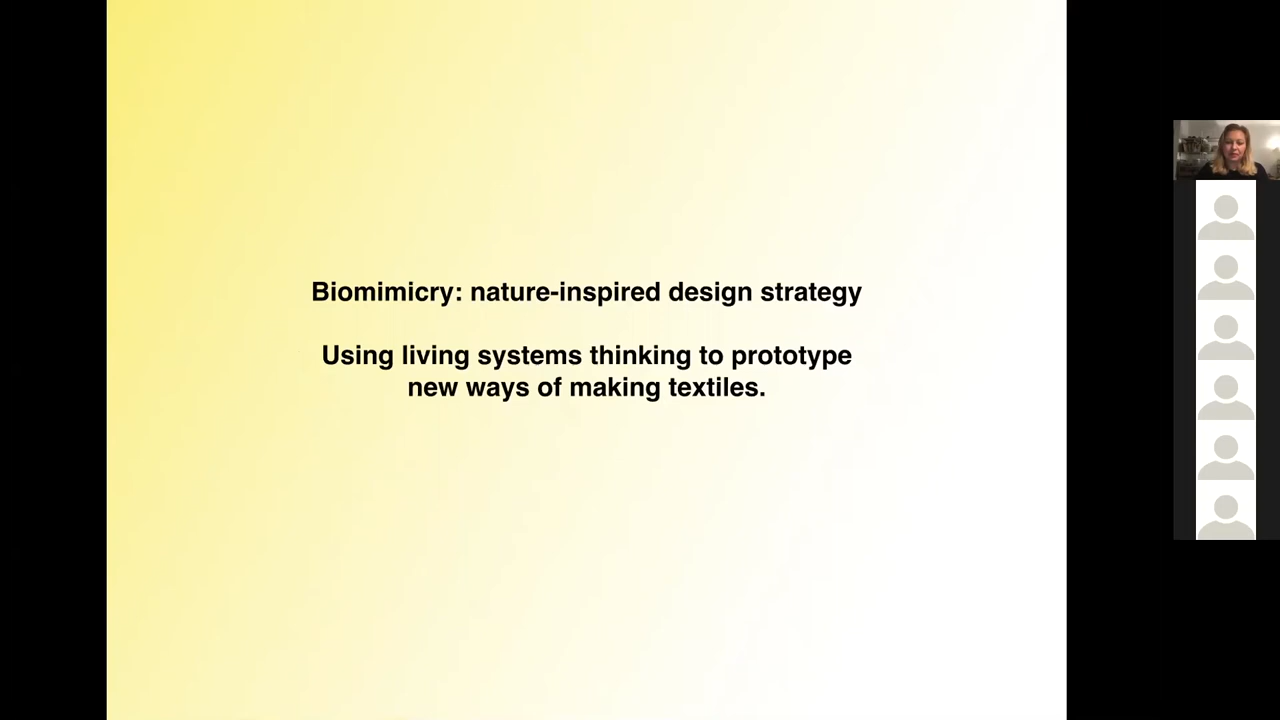 Biomimicry: nature-inspired design strategy
Using living systems thinking to prototype
new ways of making textiles.